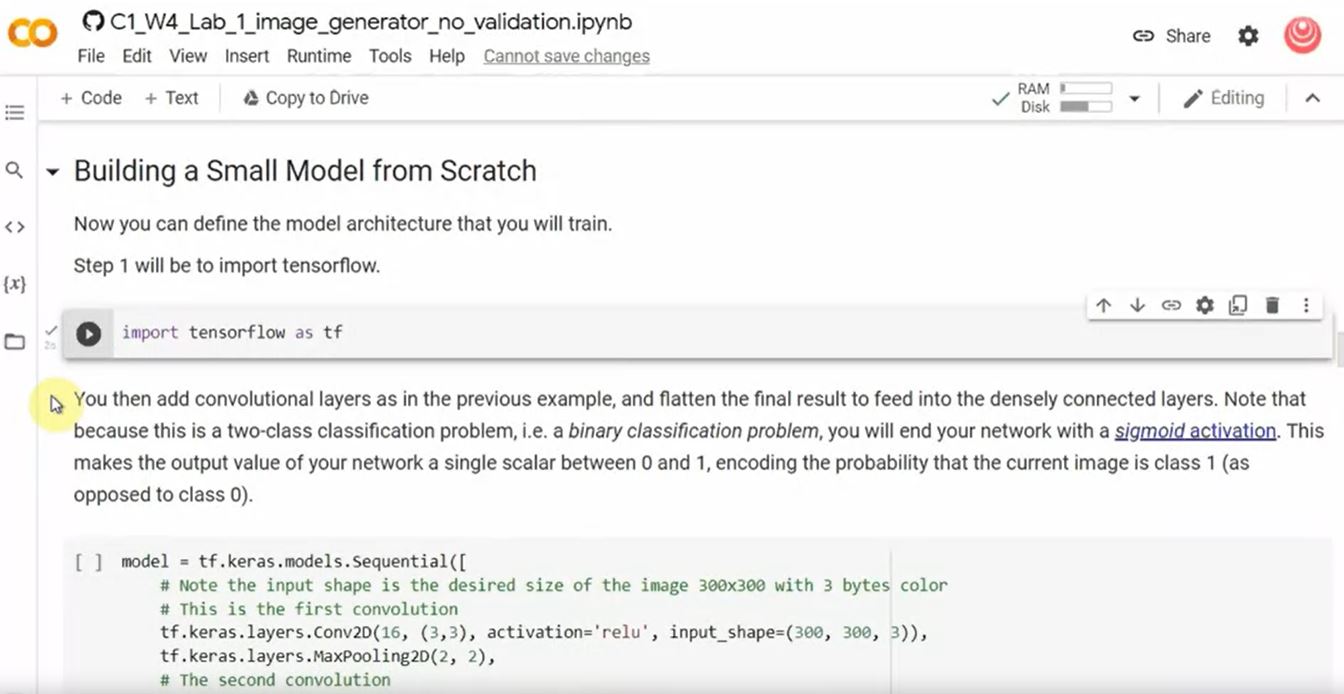 C1_W4_Lab_1_image_generator_no_validation.ipynb
File Edit View Insert Runtime Tools Help Cannot save changes
Share
+ Code + Text Copy to Drive
RAM
Disk
Editing
Building a Small Model from Scratch
Now you can define the model architecture that you will train.
Step 1 will be to import tensorflow.
import tensorflow as tf
2s
You then add convolutional layers as in the previous example, and flatten the final result to feed into the densely connected layers. Note that
because this is a two-class classification problem, i.e. a binary classification problem, you will end your network with a sigmoid activation. This
makes the output value of your network a single scalar between 0 and 1, encoding the probability that the current image is class 1 (as
opposed to class 0).
[ ] model = tf.keras.models.Sequential([
# Note the input shape is the desired size of the image 300x300 with 3 bytes color
# This is the first convolution
tf.keras.layers.Conv2D(16, (3,3), activation='relu', input_shape=(300, 300, 3)),
tf.keras.layers.MaxPooling2D(2, 2),
# The second convolution